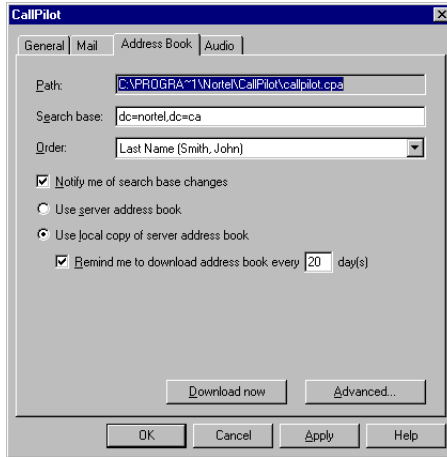 CallPilot
General Mail Address Book Audio
Path: C:\PROGRA~1\Nortel\CallPilot\callpilot.cpa
Search base: dc=nortel,dc=ca
Order: Last Name (Smith, John)
Notify me of search base changes
Use server address book
Use local copy of server address book
Remind me to download address book every 20 day(s)
Download now Advanced...
OK Cancel Apply Help